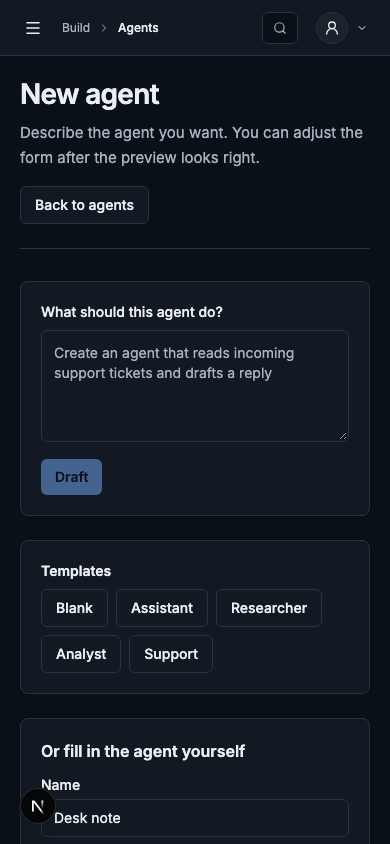 Build > Agents
New agent
Describe the agent you want. You can adjust the
form after the preview looks right.
Back to agents
What should this agent do?
Create an agent that reads incoming
support tickets and drafts a reply
Draft
Templates
Blank Assistant Researcher
Analyst Support
Or fill in the agent yourself
Name
N
Desk note